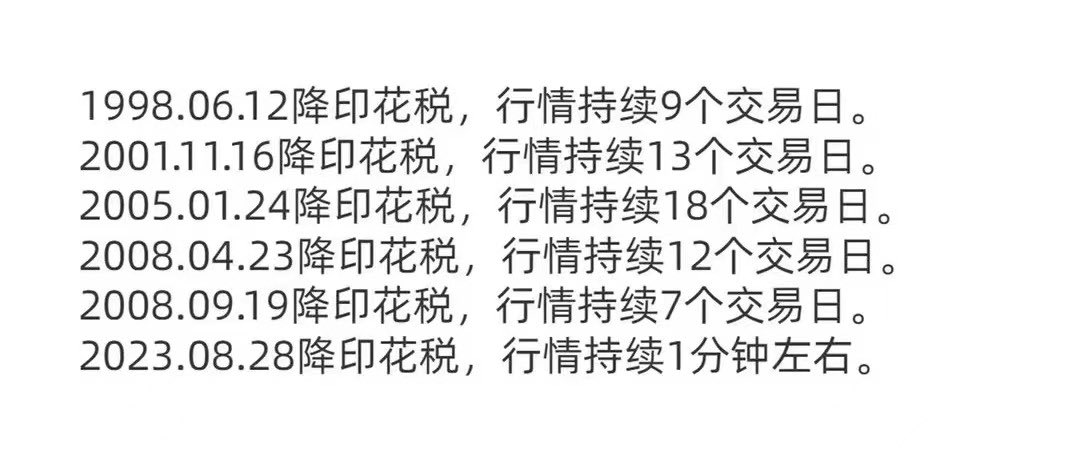 1998.06.12降印花税，行情持续9个交易日。
2001.11.16降印花税，行情持续13个交易日。
2005.01.24降印花税，行情持续18个交易日。
2008.04.23降印花税，行情持续12个交易日。
2008.09.19降印花税，行情持续7个交易日。
2023.08.28降印花税，行情持续1分钟左右。